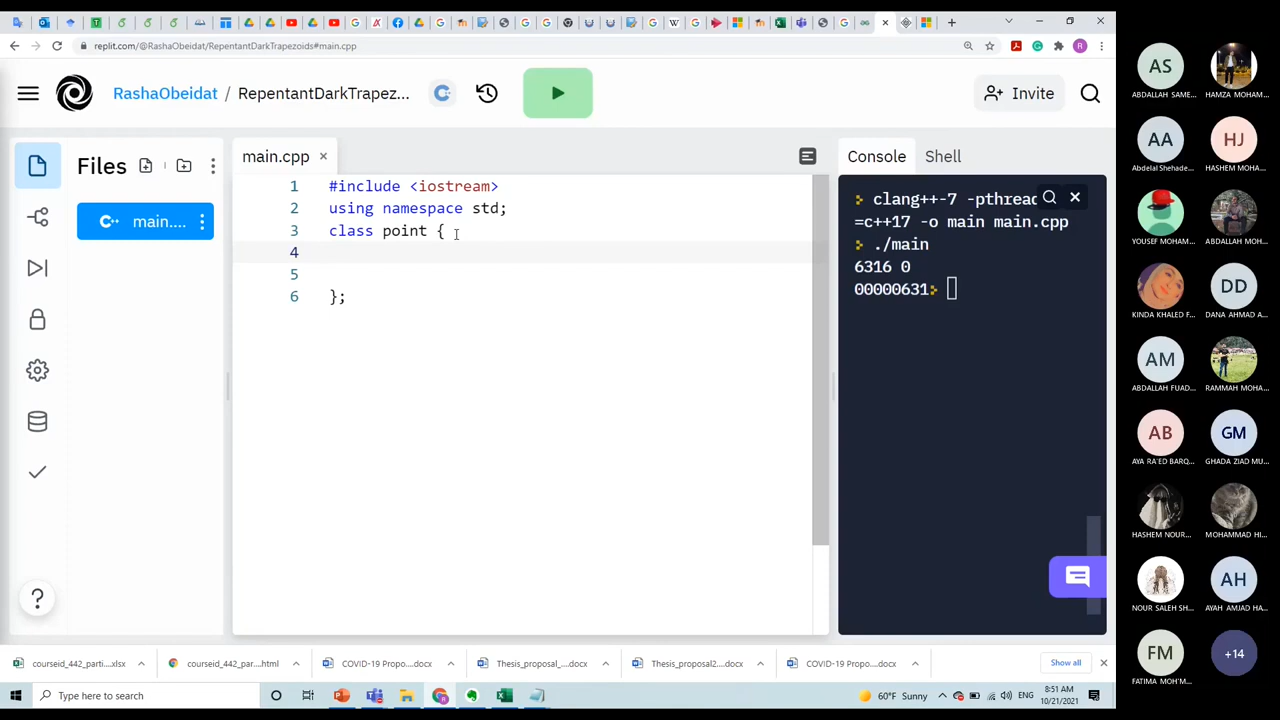 replit.com/@RashaObeidat/RepentantDarkTrapezoids#main.cpp
RashaObeidat / RepentantDarkTrapez...
Invite
Files
main....
main.cpp
Console
Shell
1 #include <iostream>
2 using namespace std;
3 class point {
4
5
6 };
clang++-7 -pthread
=c++17 -o main main.cpp
./main
6316 0
00000631
AS
ABDALLAH SAME...
HAMZA MOHAM...
AA
Abdelal Shehade...
HJ
HASHEM MOHA...
YOUSEF MOHAM...
ABDALLAH MOH...
KINDA KHALED F...
DD
DANA AHMAD A...
AM
ABDALLAH FUAD...
RAMMAH MOHA...
AB
AYA RA'ED BARQ...
GM
GHADA ZIAD MU...
HASHEM NOUR...
MOHAMMAD HI...
NOUR SALEH SH...
AH
AYAH AMJAD HA...
FM
FATIMA MOH'M...
+14
courseid_442_parti....xlsx
courseid_442_par....html
COVID-19 Propo....docx
Thesis_proposal_....docx
Thesis_proposal2....docx
COVID-19 Propo....docx
Show all
Type here to search
60°F Sunny
ENG
8:51 AM
10/21/2021